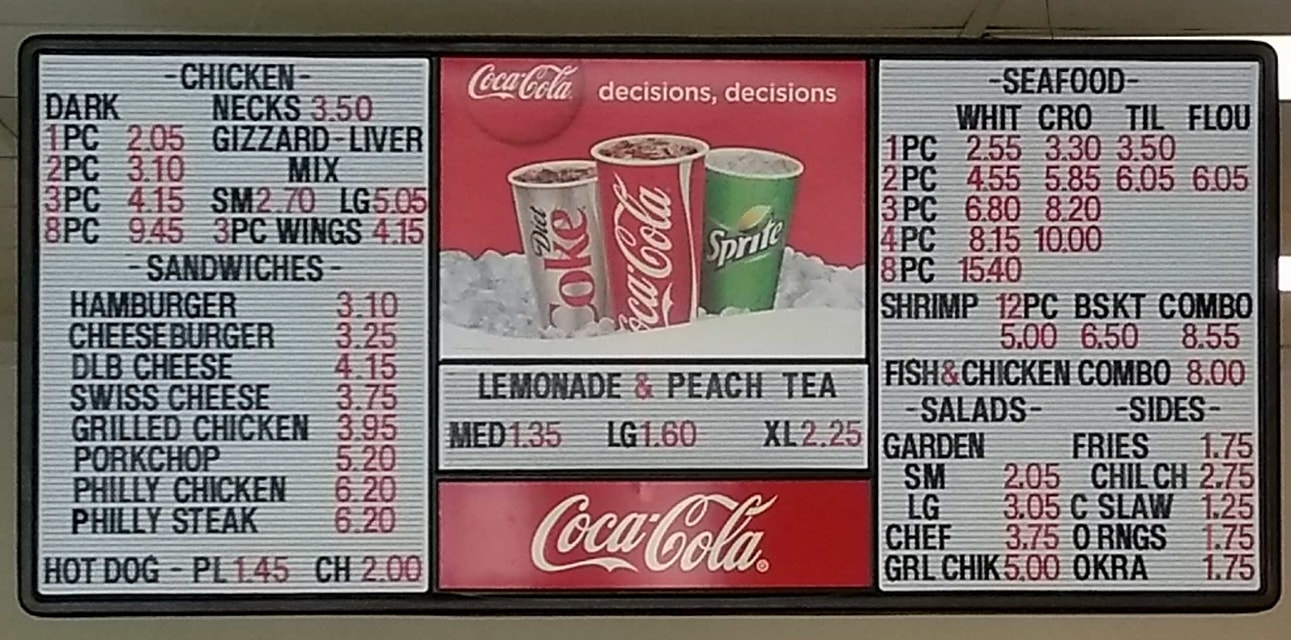 -CHICKEN-
DARK NECKS 3.50
1PC 2.05 GIZZARD-LIVER
2PC 3.10 MIX
3PC 4.15 SM 2.70 LG 5.05
8PC 9.45 3PC WINGS 4.15
-SANDWICHES-
HAMBURGER 3.10
CHEESEBURGER 3.25
DLB CHEESE 4.15
SWISS CHEESE 3.75
GRILLED CHICKEN 3.95
PORKCHOP 5.20
PHILLY CHICKEN 6.20
PHILLY STEAK 6.20
HOT DOG - PL 1.45 CH 2.00
Coca-Cola decisions, decisions
Diet Coke
Coca-Cola
Sprite
LEMONADE & PEACH TEA
MED 1.35 LG 1.60 XL 2.25
Coca-Cola®
-SEAFOOD-
WHIT CRO TIL FLOU
1PC 2.55 3.30 3.50
2PC 4.55 5.85 6.05 6.05
3PC 6.80 8.20
4PC 8.15 10.00
8PC 15.40
SHRIMP 12PC BSKT COMBO
5.00 6.50 8.55
FISH&CHICKEN COMBO 8.00
-SALADS- -SIDES-
GARDEN FRIES 1.75
SM 2.05 CHIL CH 2.75
LG 3.05 C SLAW 1.25
CHEF 3.75 O RNGS 1.75
GRL CHIK 5.00 OKRA 1.75